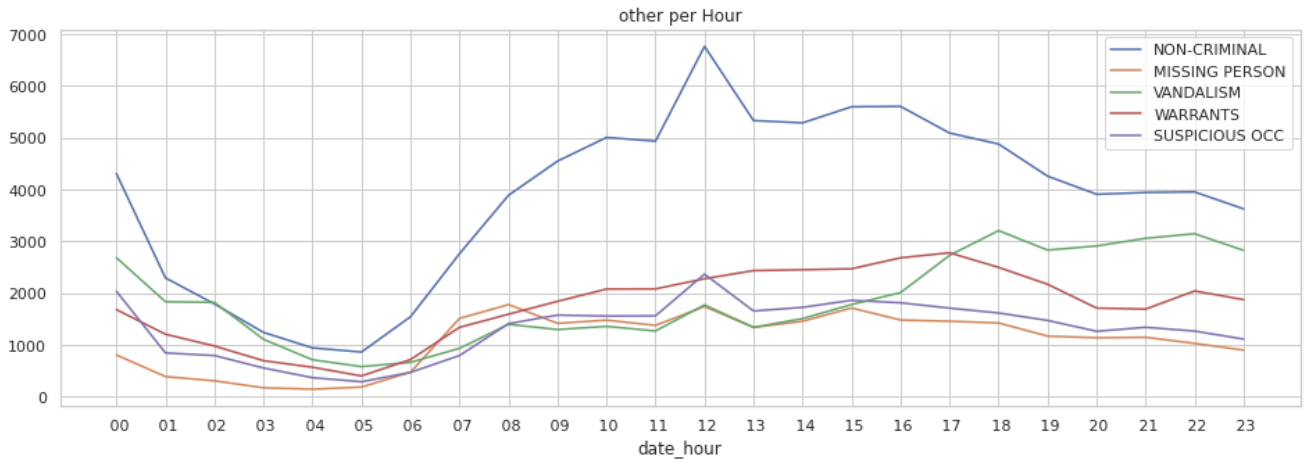 other per Hour
7000
6000
5000
4000
3000
2000
1000
0
NON-CRIMINAL
MISSING PERSON
VANDALISM
WARRANTS
SUSPICIOUS OCC
00 01 02 03 04 05 06 07 08 09 10 11 12 13 14 15 16 17 18 19 20 21 22 23
date_hour